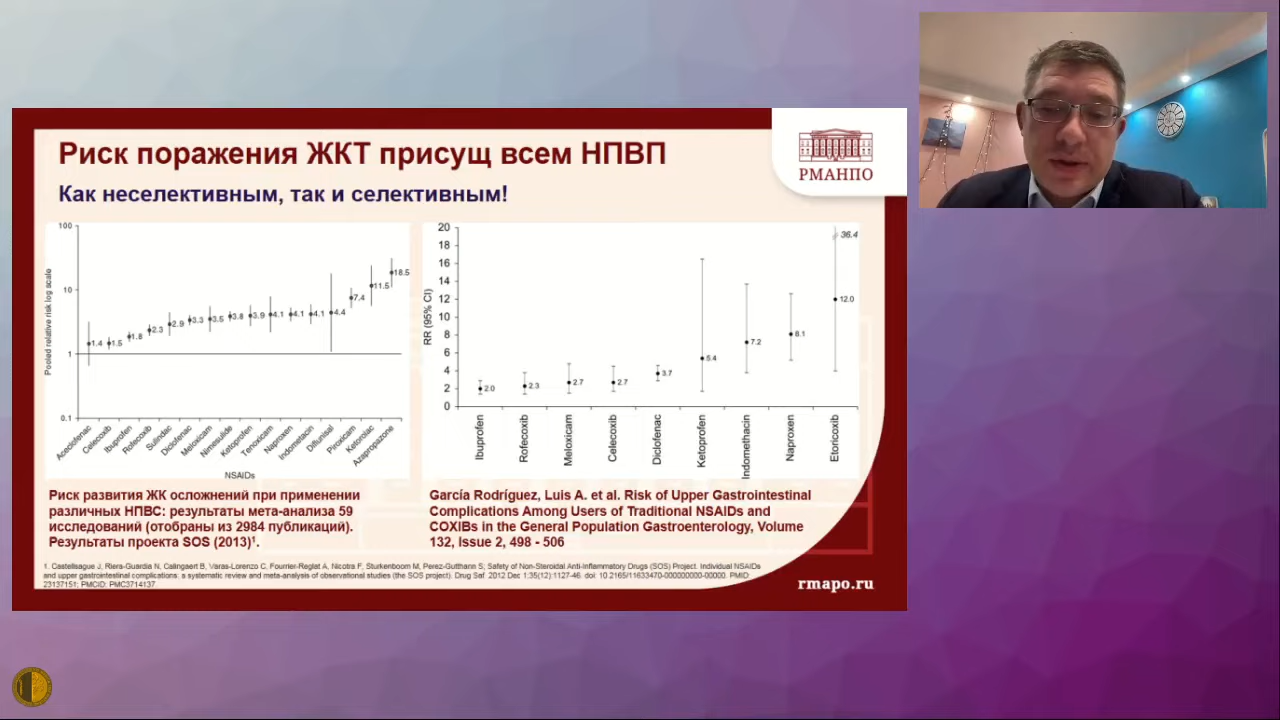 Риск поражения ЖКТ присущ всем НПВП
Как неселективным, так и селективным!
РМАНПО
100
10
1
0.1
Pooled relative risk log scale
1.4
1.5
1.8
2.3
2.9
3.3
3.5
3.8
3.9
4.1
4.1
4.1
4.4
7.4
11.5
18.5
Aceclofenac
Celecoxib
Ibuprofen
Rofecoxib
Sulindac
Diclofenac
Meloxicam
Nimesulide
Ketoprofen
Tenoxicam
Naproxen
Indometacin
Diflunisal
Piroxicam
Ketorolac
Azapropazone
NSAIDs
20
18
16
14
12
10
8
6
4
2
0
RR (95% CI)
2.0
2.3
2.7
2.7
3.7
5.4
7.2
8.1
12.0
36.4
Ibuprofen
Rofecoxib
Meloxicam
Celecoxib
Diclofenac
Ketoprofen
Indomethacin
Naproxen
Etoricoxib
Риск развития ЖК осложнений при применении
различных НПВС: результаты мета-анализа 59
исследований (отобраны из 2984 публикаций).
Результаты проекта SOS (2013)¹.
García Rodríguez, Luis A. et al. Risk of Upper Gastrointestinal
Complications Among Users of Traditional NSAIDs and
COXIBs in the General Population Gastroenterology, Volume
132, Issue 2, 498 - 506
1. Castellsague J, Riera-Guardia N, Calingaert B, Varas-Lorenzo C, Fourrier-Reglat A, Nicotra F, Sturkenboom M, Perez-Gutthann S; Safety of Non-Steroidal Anti-Inflammatory Drugs (SOS) Project. Individual NSAIDs
and upper gastrointestinal complications: a systematic review and meta-analysis of observational studies (the SOS project). Drug Saf. 2012 Dec 1;35(12):1127-46. doi: 10.2165/11633470-000000000-00000. PMID:
23137151; PMCID: PMC3714137.
rmapo.ru